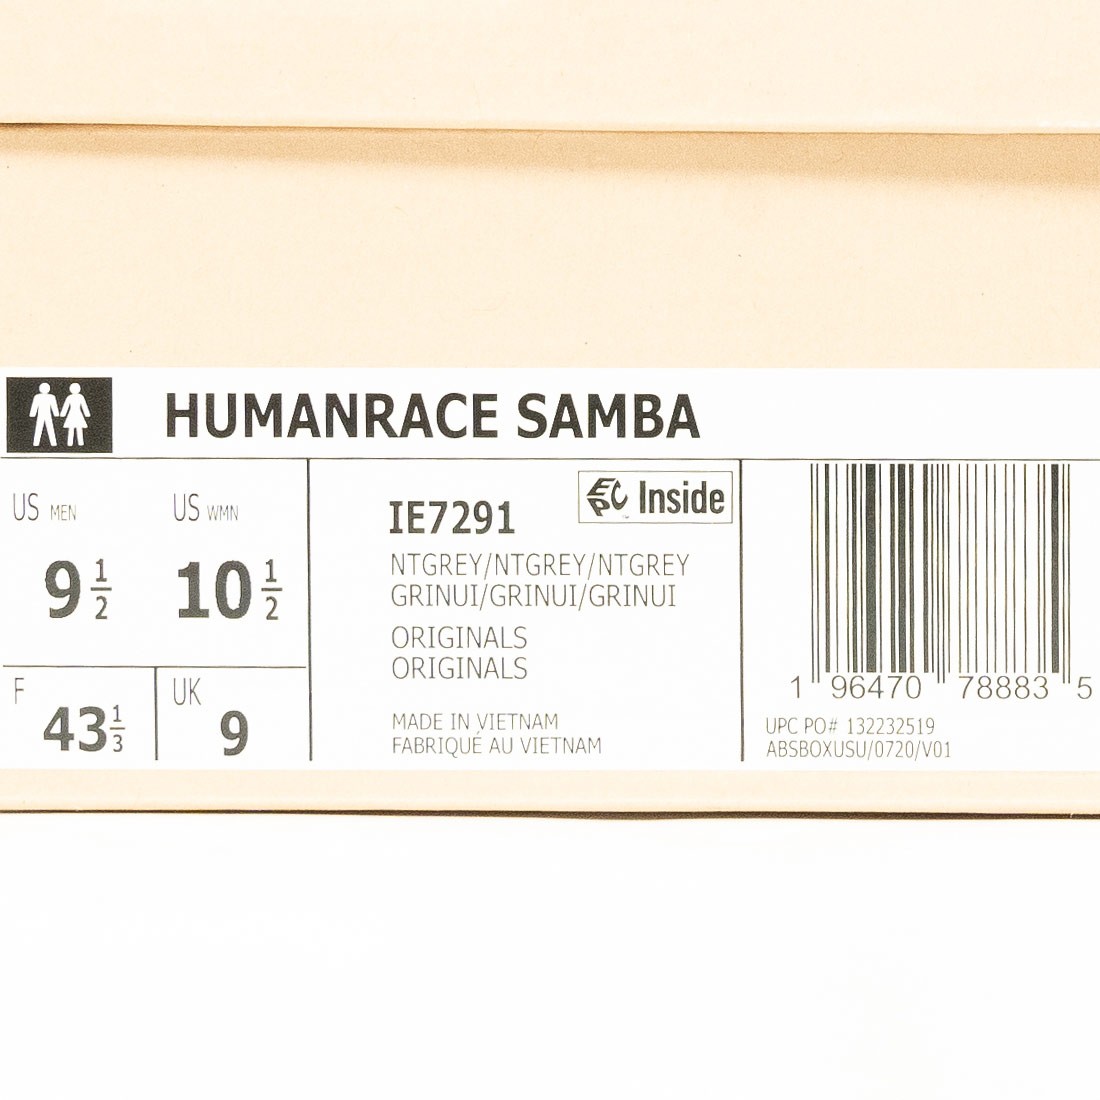 HUMANRACE SAMBA
US MEN
9 1/2
US WMN
10 1/2
F
43 1/3
UK
9
IE7291
EPC Inside
NTGREY/NTGREY/NTGREY
GRINUI/GRINUI/GRINUI
ORIGINALS
ORIGINALS
MADE IN VIETNAM
FABRIQUÉ AU VIETNAM
1 96470 78883 5
UPC PO# 132232519
ABSBOXUSU/0720/V01